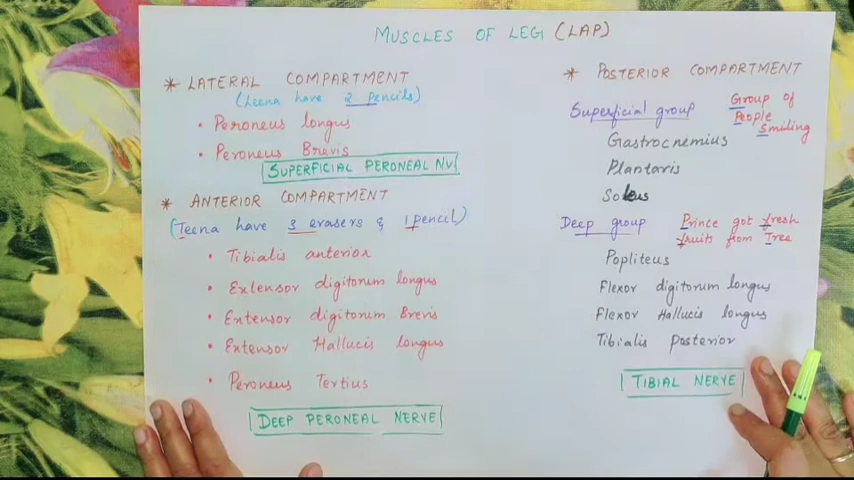 MUSCLES OF LEG (LAP)
* LATERAL COMPARTMENT
(Leena have 2 Pencils)
• Peroneus longus
• Peroneus Brevis
SUPERFICIAL PERONEAL NV
* ANTERIOR COMPARTMENT
(Teena have 3 erasers & 1 pencil)
• Tibialis anterior
• Extensor digitorum longus
• Extensor digitorum Brevis
• Extensor Hallucis longus
• Peroneus Tertius
DEEP PERONEAL NERVE
* POSTERIOR COMPARTMENT
Superficial group
Group of
People
Smiling
Gastrocnemius
Plantaris
Soleus
Deep group
Prince got fresh
fruits from Tree
Popliteus
Flexor digitorum longus
Flexor Hallucis longus
Tibialis posterior
TIBIAL NERVE